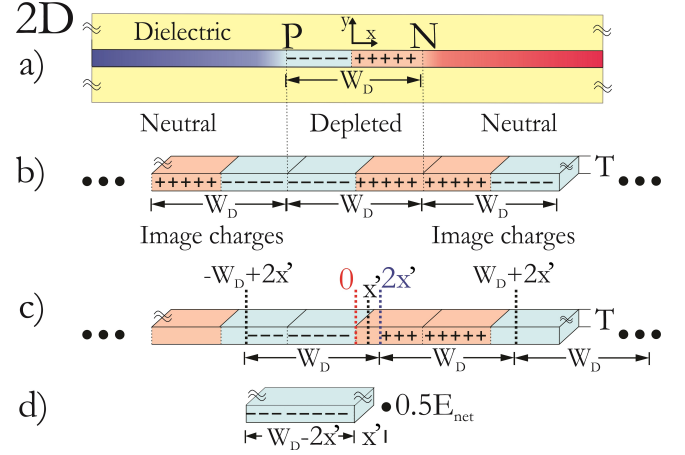 2D
Dielectric P y x N
a) − − − − − + + + + +
W_D
Neutral Depleted Neutral
b) + + + + + − − − − − − − − − − + + + + + + + + + + − − − − − T
W_D W_D W_D
Image charges Image charges
-W_D+2x' 0 x' 2x' W_D+2x'
c) − − − − − − − − + + + + + + + + T
W_D W_D W_D
d) − − − − − − − − •0.5E_net
W_D-2x' x'